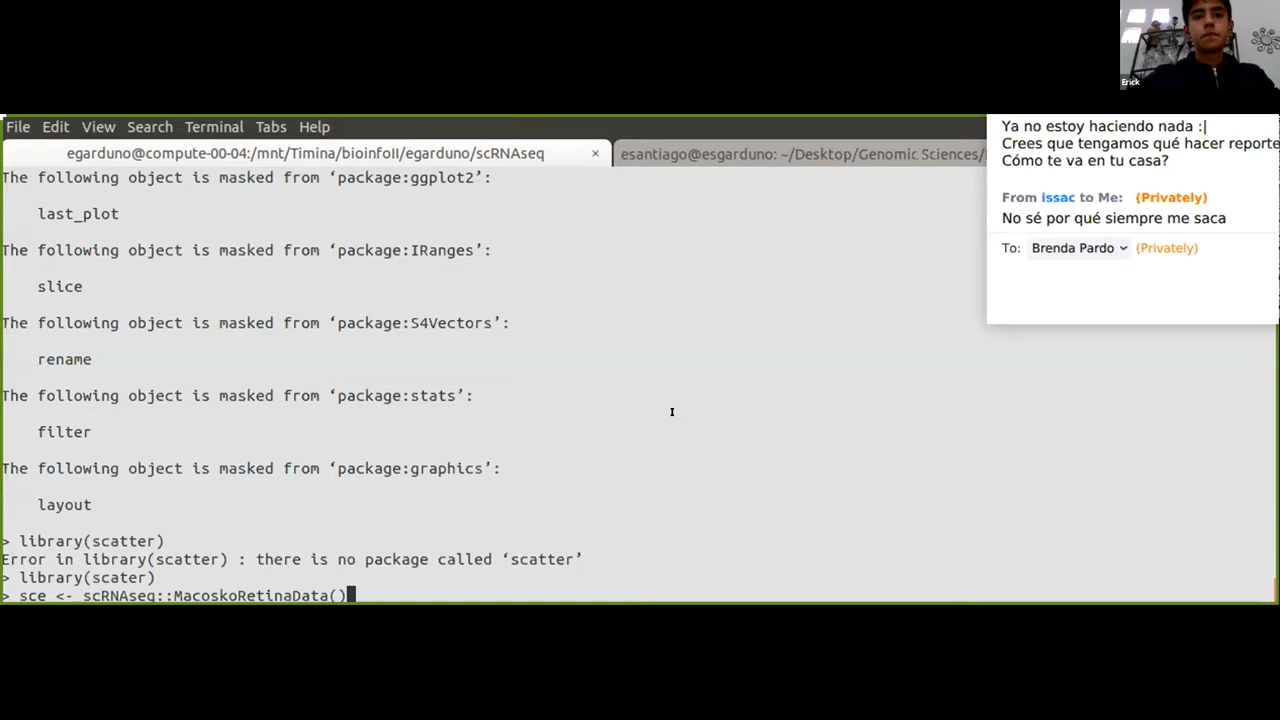 Erick
File Edit View Search Terminal Tabs Help
egarduno@compute-00-04:/mnt/Timina/bioinfoII/egarduno/scRNAseq ×
esantiago@esgarduno: ~/Desktop/Genomic Sciences/
The following object is masked from ‘package:ggplot2’:
last_plot
The following object is masked from ‘package:IRanges’:
slice
The following object is masked from ‘package:S4Vectors’:
rename
The following object is masked from ‘package:stats’:
filter
The following object is masked from ‘package:graphics’:
layout
> library(scatter)
Error in library(scatter) : there is no package called ‘scatter’
> library(scater)
> sce <- scRNAseq::MacoskoRetinaData()
Ya no estoy haciendo nada :|
Crees que tengamos qué hacer reporte
Cómo te va en tu casa?
From issac to Me: (Privately)
No sé por qué siempre me saca
To: Brenda Pardo (Privately)